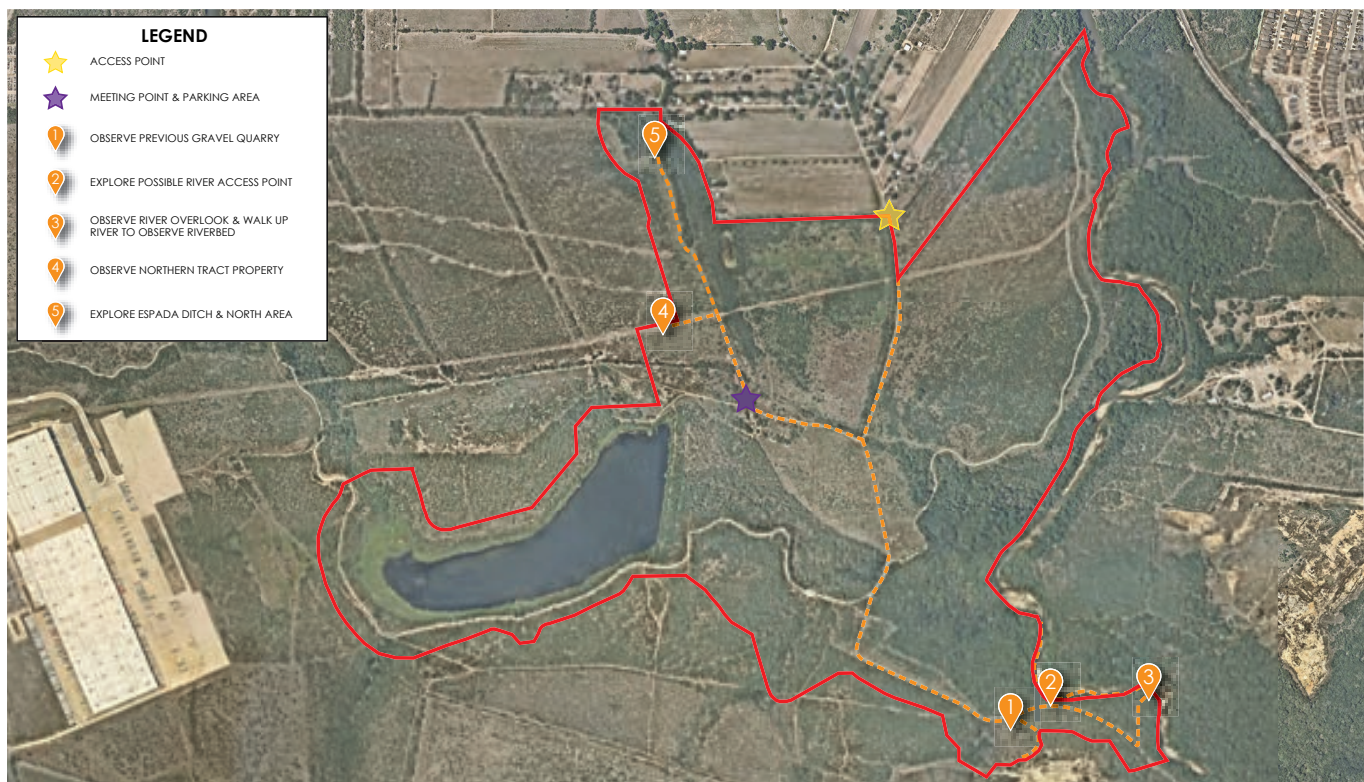 LEGEND
ACCESS POINT
MEETING POINT & PARKING AREA
1
OBSERVE PREVIOUS GRAVEL QUARRY
2
EXPLORE POSSIBLE RIVER ACCESS POINT
3
OBSERVE RIVER OVERLOOK & WALK UP
RIVER TO OBSERVE RIVERBED
4
OBSERVE NORTHERN TRACT PROPERTY
5
EXPLORE ESPADA DITCH & NORTH AREA
5
4
3
2
1